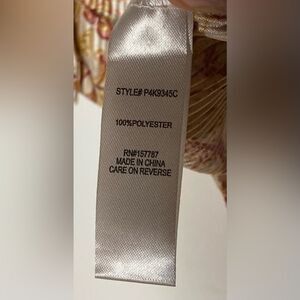 STYLE# P4K9345C
100%POLYESTER
RN#157787
MADE IN CHINA
CARE ON REVERSE